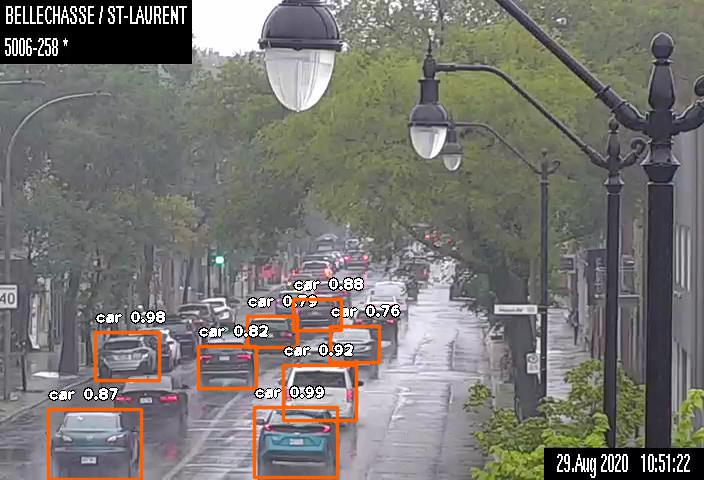 BELLECHASSE / ST-LAURENT
5006-258 *
40
car 0.88
car 0.79
car 0.76
car 0.98
car 0.82
car 0.92
car 0.87
car 0.99
29.Aug 2020 10:51:22